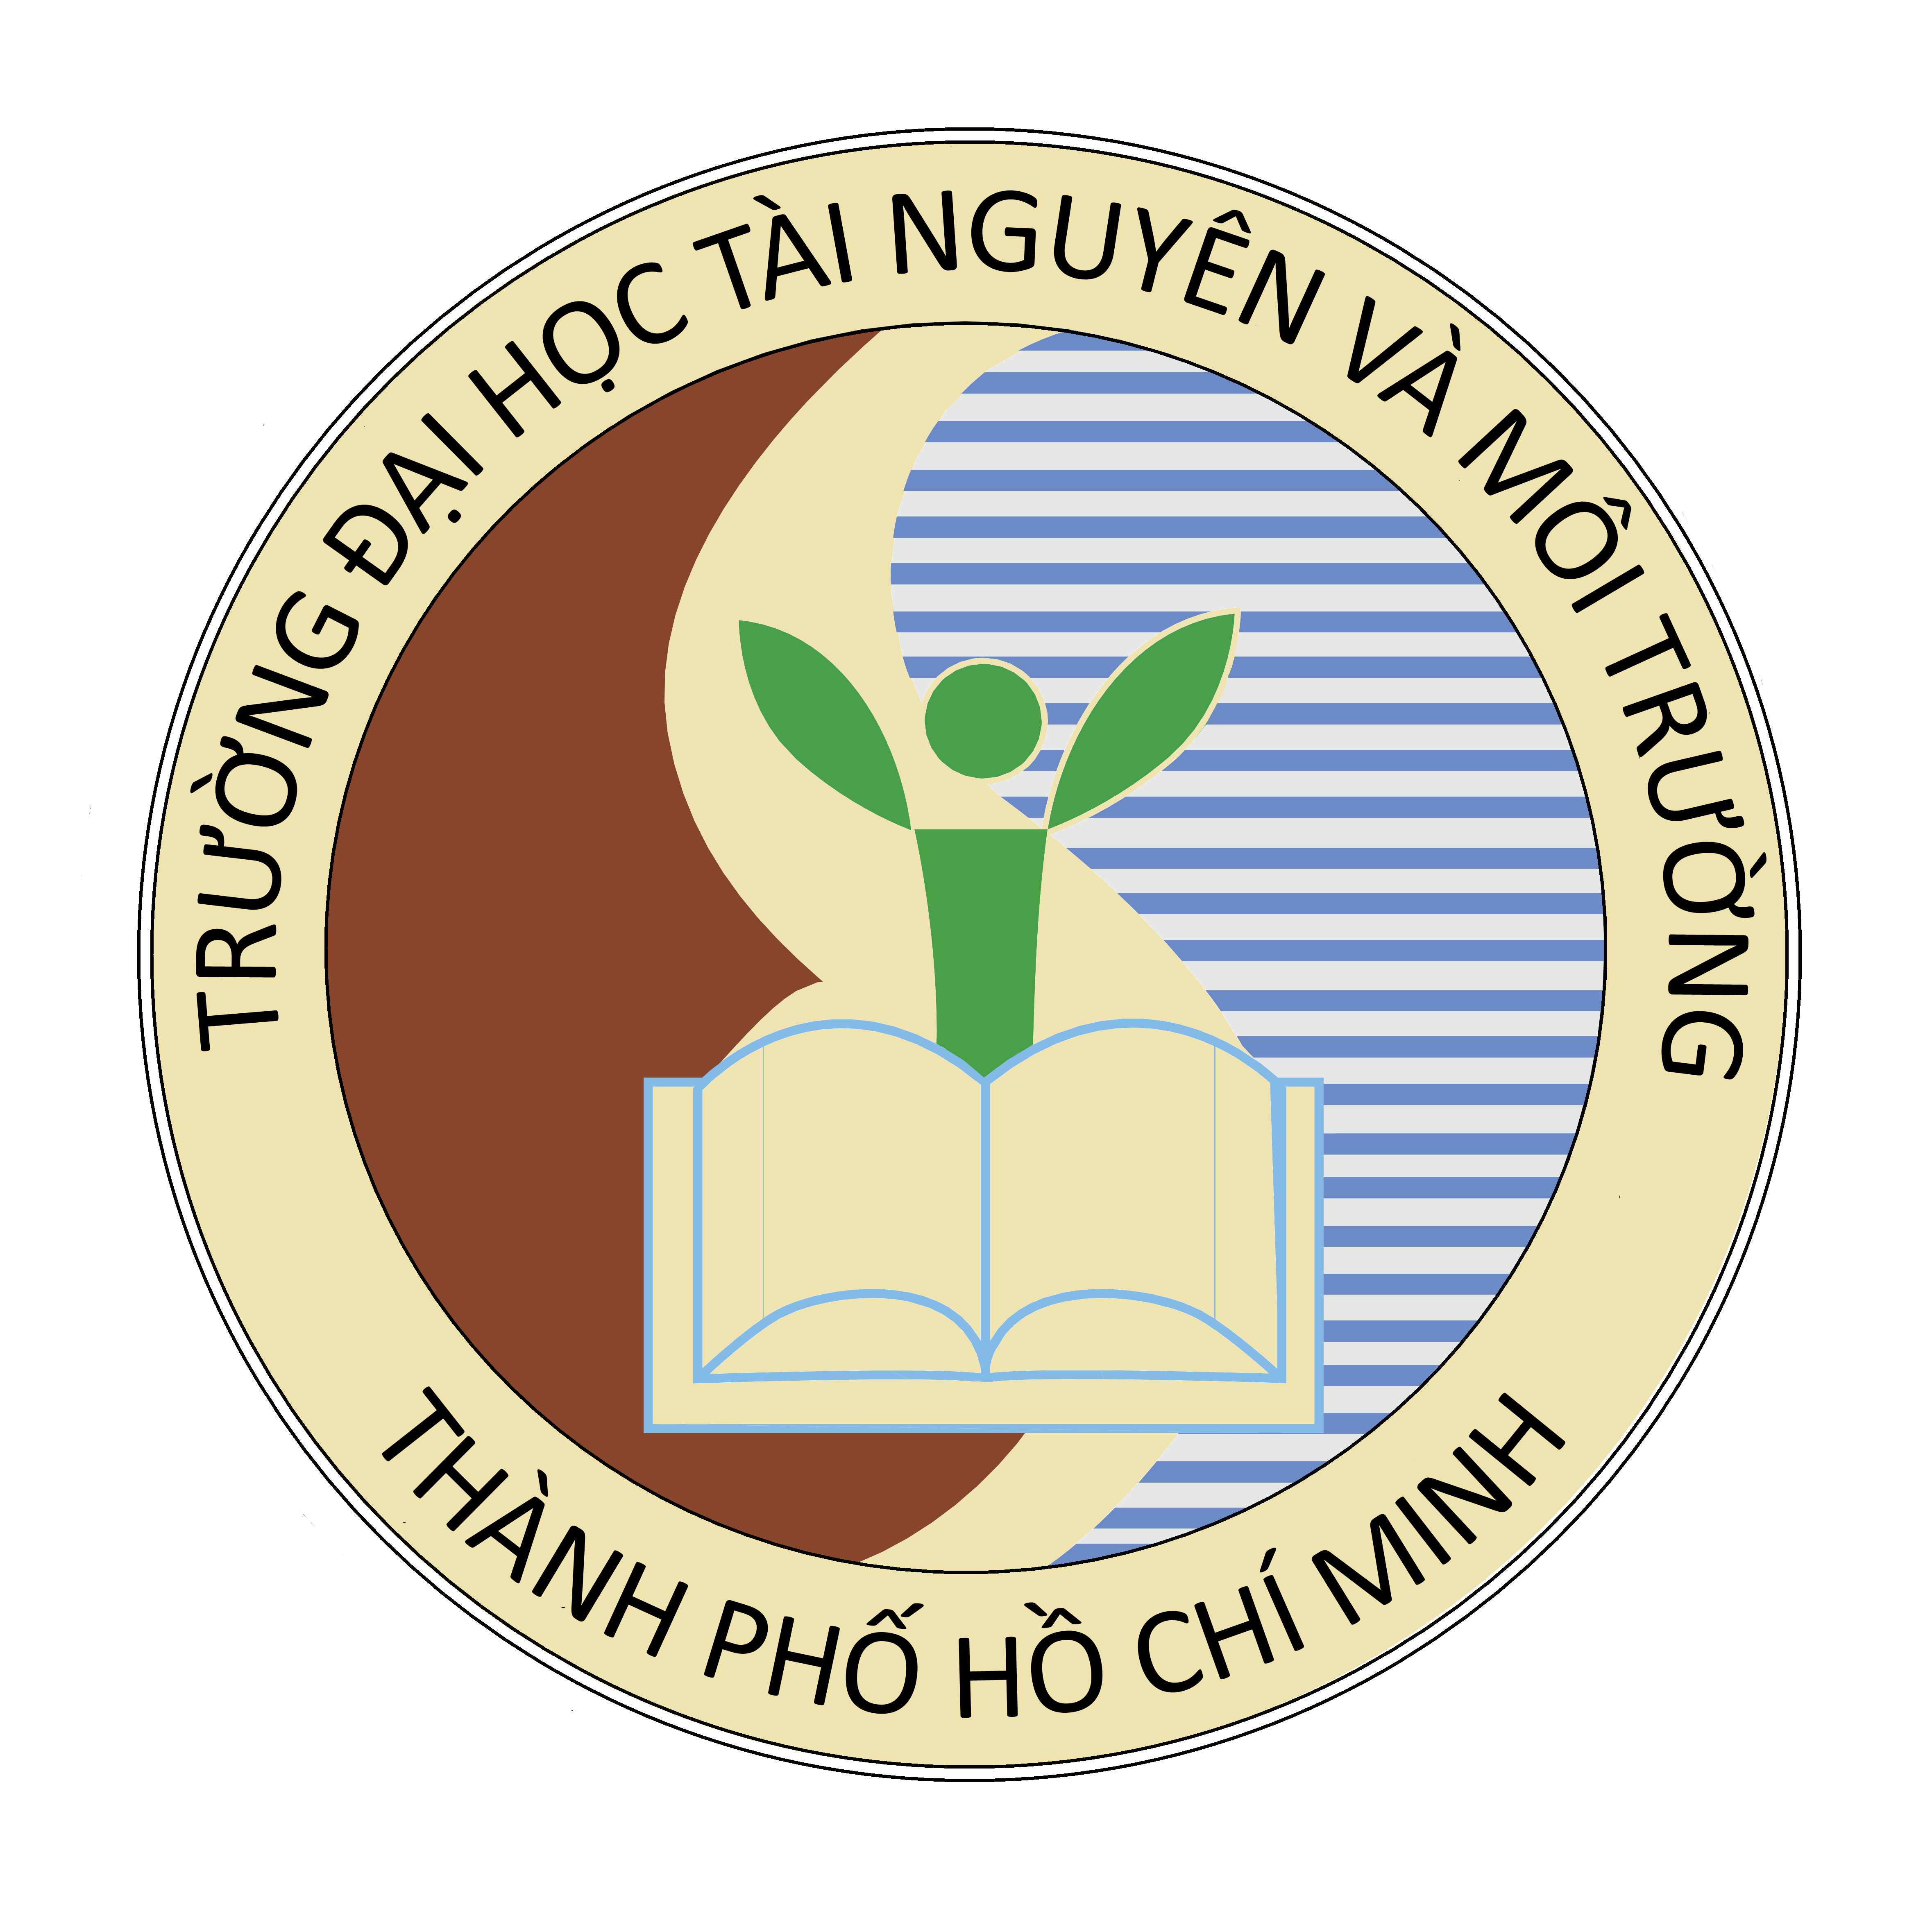 TRƯỜNG ĐẠI HỌC TÀI NGUYÊN VÀ MÔI TRƯỜNG
THÀNH PHỐ HỒ CHÍ MINH